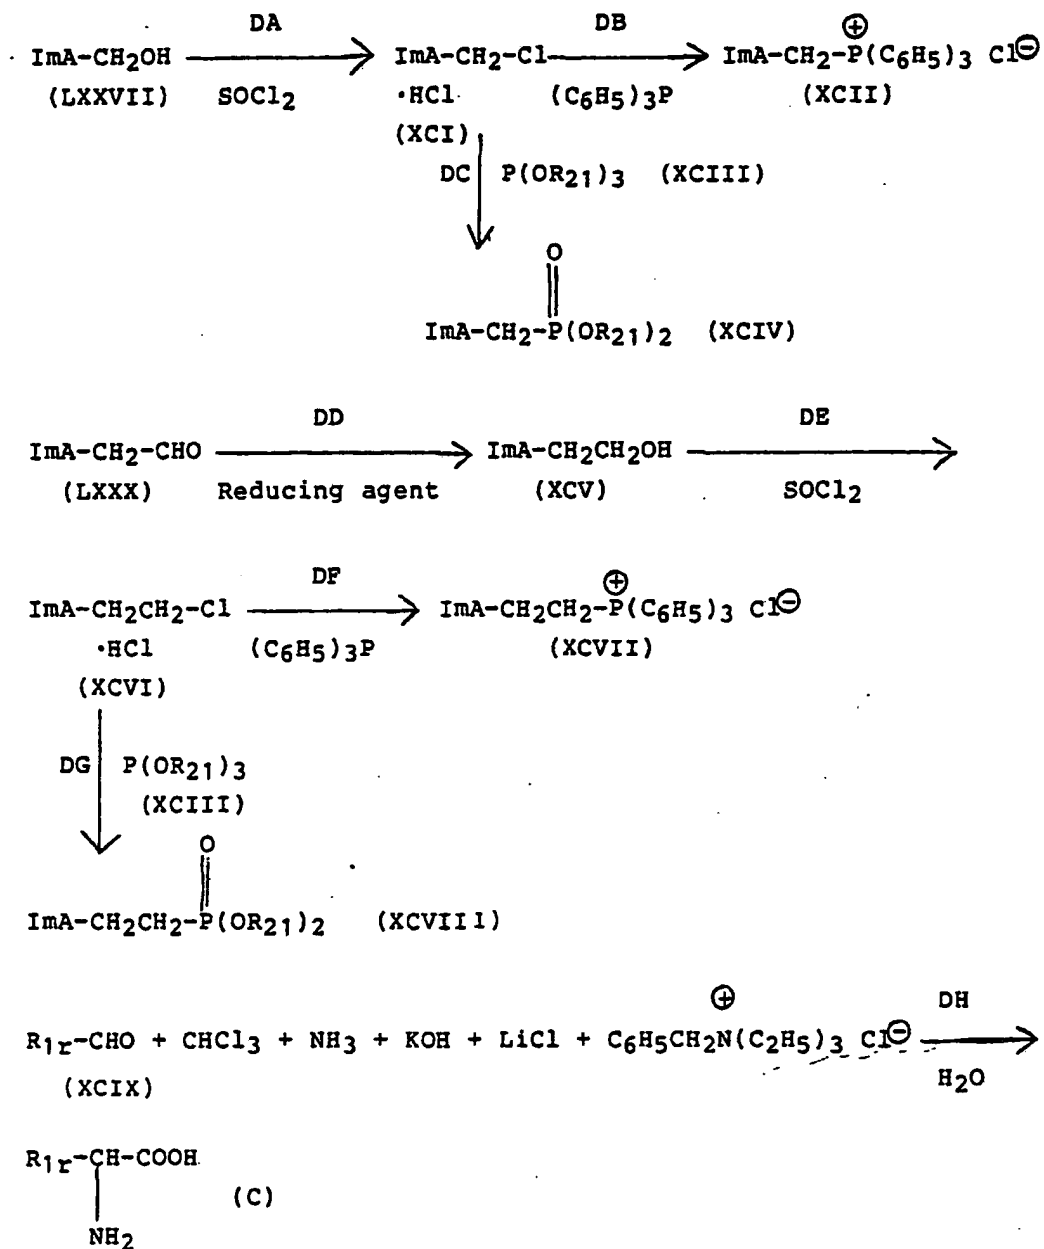 DA DB ⊕
ImA-CH2OH ImA-CH2-Cl ImA-CH2-P(C6H5)3 Cl⊖
(LXXVII) SOCl2 ·HCl (C6H5)3P (XCII)
(XCI)
DC P(OR21)3 (XCIII)
O
ImA-CH2-P(OR21)2 (XCIV)
DD DE
ImA-CH2-CHO ImA-CH2CH2OH
(LXXX) Reducing agent (XCV) SOCl2
DF ⊕
ImA-CH2CH2-Cl ImA-CH2CH2-P(C6H5)3 Cl⊖
·HCl (C6H5)3P (XCVII)
(XCVI)
DG P(OR21)3
(XCIII)
O
ImA-CH2CH2-P(OR21)2 (XCVIII)
⊕ DH
R1r-CHO + CHCl3 + NH3 + KOH + LiCl + C6H5CH2N(C2H5)3 Cl⊖
(XCIX) H2O
R1r-CH-COOH
(C)
NH2